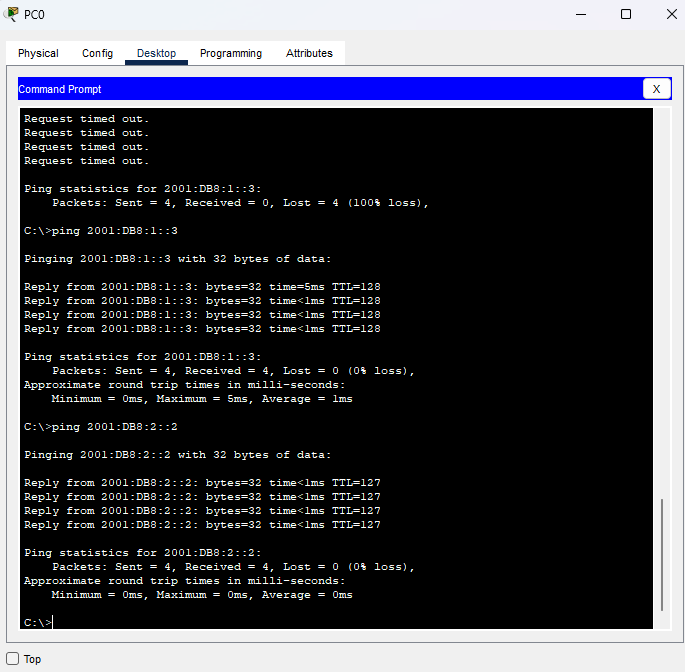 PC0
Physical Config Desktop Programming Attributes
Command Prompt
X
Request timed out.
Request timed out.
Request timed out.
Request timed out.
Ping statistics for 2001:DB8:1::3:
Packets: Sent = 4, Received = 0, Lost = 4 (100% loss),
C:\>ping 2001:DB8:1::3
Pinging 2001:DB8:1::3 with 32 bytes of data:
Reply from 2001:DB8:1::3: bytes=32 time=5ms TTL=128
Reply from 2001:DB8:1::3: bytes=32 time<1ms TTL=128
Reply from 2001:DB8:1::3: bytes=32 time<1ms TTL=128
Reply from 2001:DB8:1::3: bytes=32 time<1ms TTL=128
Ping statistics for 2001:DB8:1::3:
Packets: Sent = 4, Received = 4, Lost = 0 (0% loss),
Approximate round trip times in milli-seconds:
Minimum = 0ms, Maximum = 5ms, Average = 1ms
C:\>ping 2001:DB8:2::2
Pinging 2001:DB8:2::2 with 32 bytes of data:
Reply from 2001:DB8:2::2: bytes=32 time<1ms TTL=127
Reply from 2001:DB8:2::2: bytes=32 time<1ms TTL=127
Reply from 2001:DB8:2::2: bytes=32 time<1ms TTL=127
Reply from 2001:DB8:2::2: bytes=32 time<1ms TTL=127
Ping statistics for 2001:DB8:2::2:
Packets: Sent = 4, Received = 4, Lost = 0 (0% loss),
Approximate round trip times in milli-seconds:
Minimum = 0ms, Maximum = 0ms, Average = 0ms
C:\>
Top